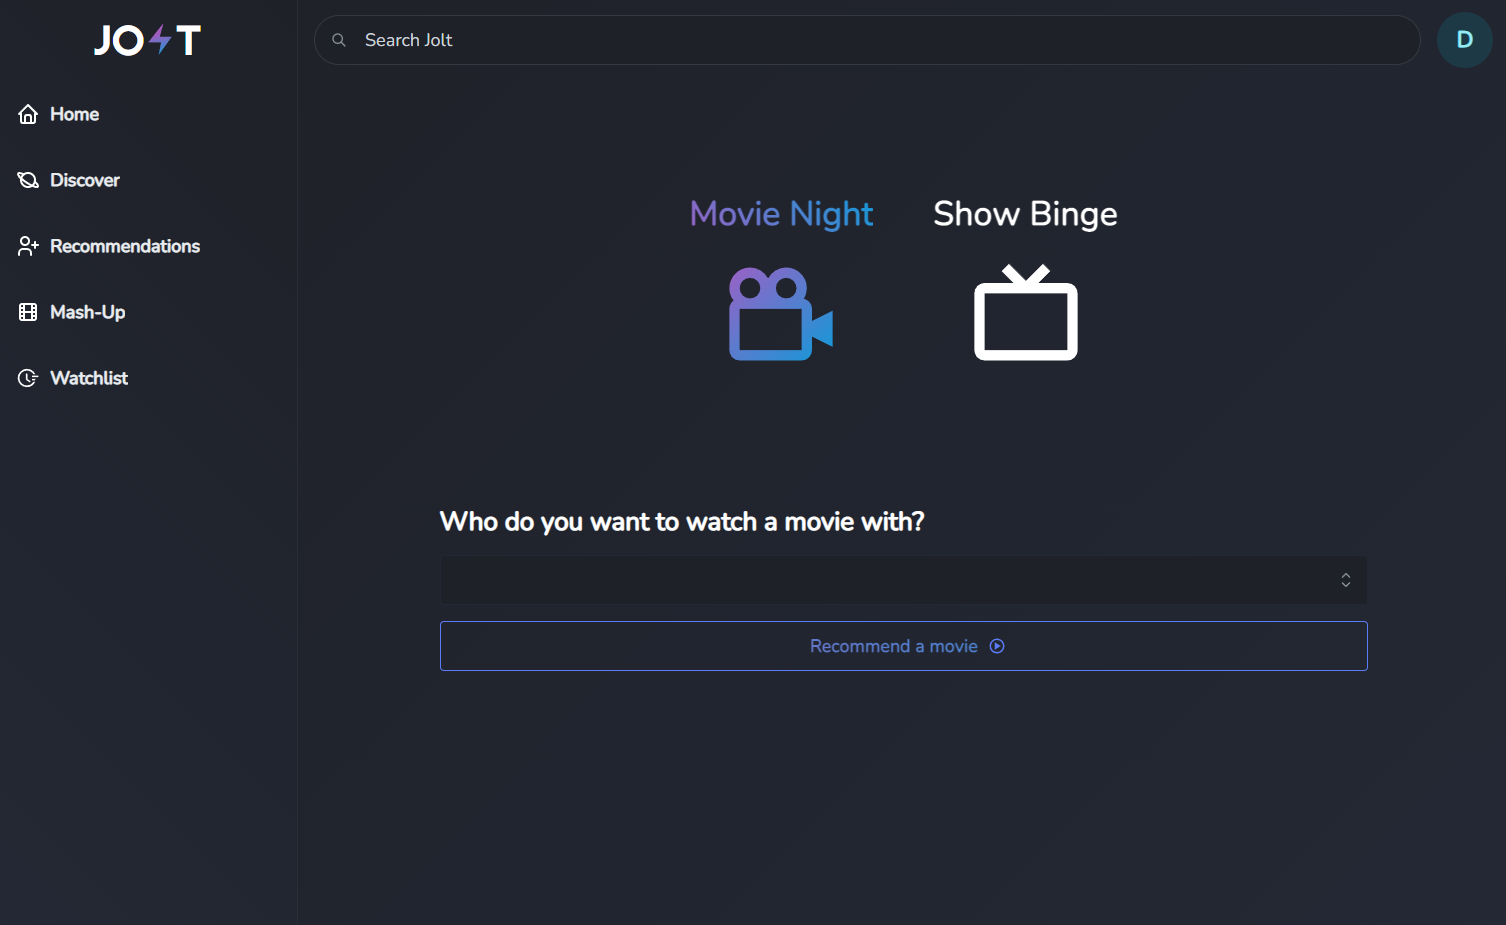 JOLT
Search Jolt
D
Home
Discover
Recommendations
Mash-Up
Watchlist
Movie Night
Show Binge
Who do you want to watch a movie with?
Recommend a movie